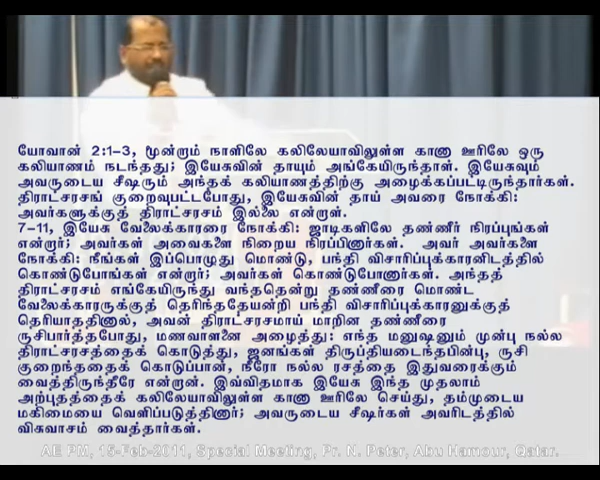 யோவான் 2:1-3, மூன்றாம் நாளிலே கலிலேயாவிலுள்ள கானா ஊரிலே ஒரு
கலியாணம் நடந்தது; இயேசுவின் தாயும் அங்கேயிருந்தாள். இயேசுவும்
அவருடைய சீஷரும் அந்தக் கலியாணத்திற்கு அழைக்கப்பட்டிருந்தார்கள்.
திராட்சரசங் குறைவுபட்டபோது, இயேசுவின் தாய் அவரை நோக்கி:
அவர்களுக்குத் திராட்சரசம் இல்லை என்றாள்.
7-11, இயேசு வேலைக்காரரை நோக்கி: ஜாடிகளிலே தண்ணீர் நிரப்புங்கள்
என்றார்; அவர்கள் அவைகளை நிறைய நிரப்பினார்கள். அவர் அவர்களை
நோக்கி: நீங்கள் இப்பொழுது மொண்டு, பந்தி விசாரிப்புக்காரனிடத்தில்
கொண்டுபோங்கள் என்றார்; அவர்கள் கொண்டுபோனார்கள். அந்தத்
திராட்சரசம் எங்கேயிருந்து வந்ததென்று தண்ணீரை மொண்ட
வேலைக்காரருக்குத் தெரிந்ததேயன்றி பந்தி விசாரிப்புக்காரனுக்குத்
தெரியாததினால், அவன் திராட்சரசமாய் மாறின தண்ணீரை
ருசிபார்த்தபோது, மணவாளனை அழைத்து: எந்த மனுஷனும் முன்பு நல்ல
திராட்சரசத்தைக் கொடுத்து, ஜனங்கள் திருப்தியடைந்தபின்பு, ருசி
குறைந்ததைக் கொடுப்பான், நீரோ நல்ல ரசத்தை இதுவரைக்கும்
வைத்திருந்தீரே என்றான். இவ்விதமாக இயேசு இந்த முதலாம்
அற்புதத்தைக் கலிலேயாவிலுள்ள கானா ஊரிலே செய்து, தம்முடைய
மகிமையை வெளிப்படுத்தினார்; அவருடைய சீஷர்கள் அவரிடத்தில்
விசுவாசம் வைத்தார்கள்.
AE PM, 15-Feb-2011, Special Meeting, Pr. N. Peter, Abu Hamour, Qatar.